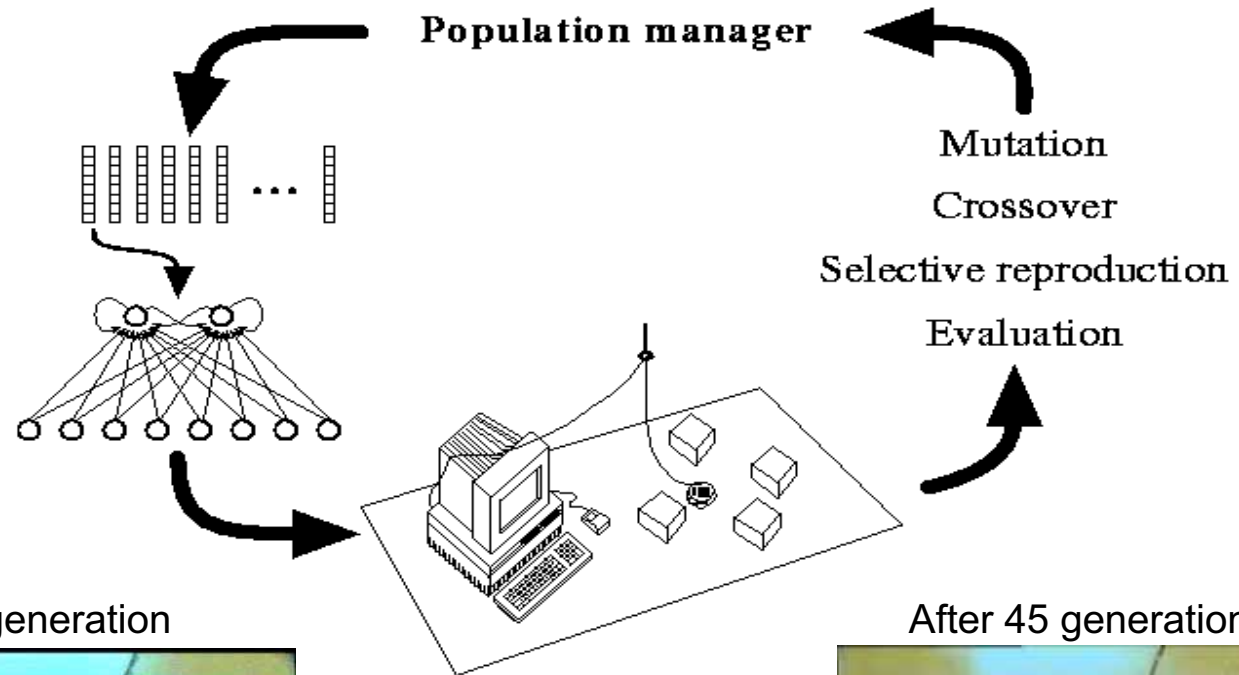 Population manager
...
Mutation
Crossover
Selective reproduction
Evaluation
generation
After 45 generation